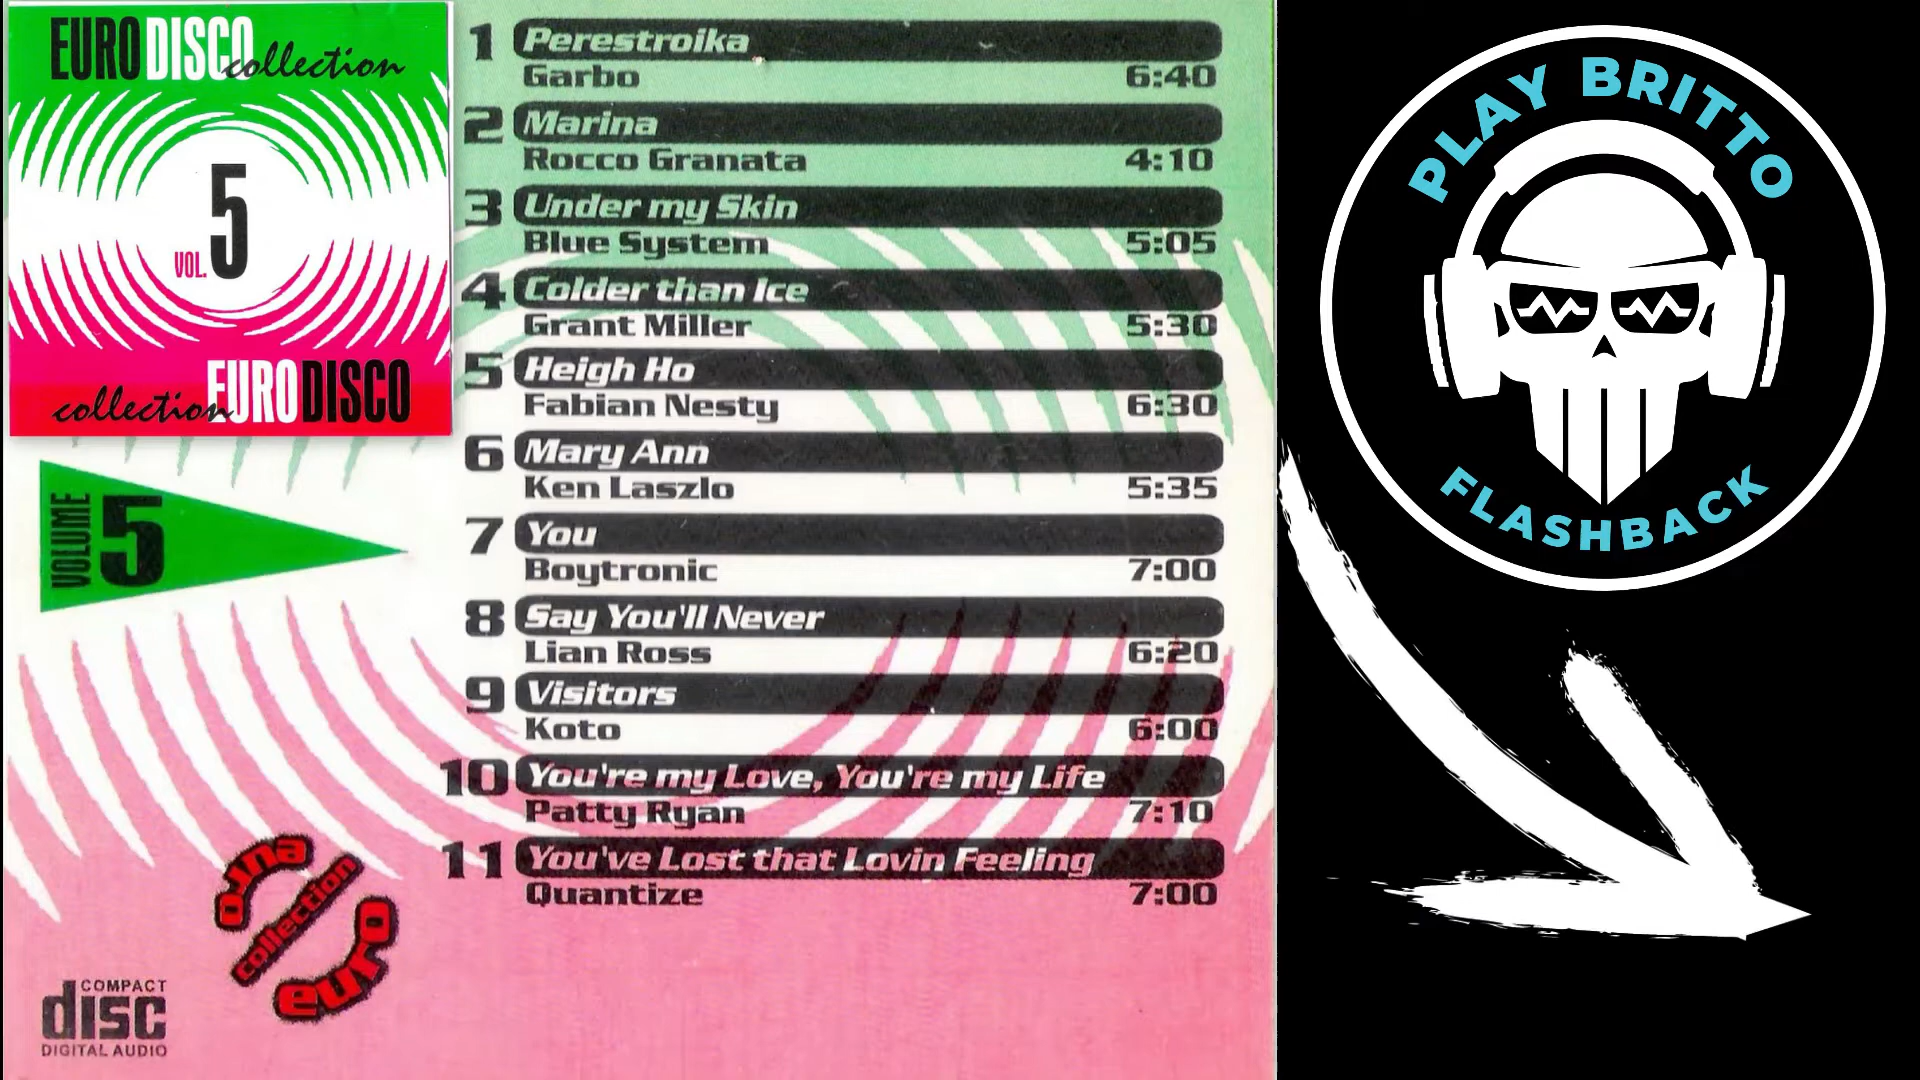 EURO DISCO collection
VOL. 5
collection EURO DISCO
VOLUME 5
1 Perestroika
Garbo 6:40
2 Marina
Rocco Granata 4:10
3 Under my Skin
Blue System 5:05
4 Colder than Ice
Grant Miller 5:30
5 Heigh Ho
Fabian Nesty 6:30
6 Mary Ann
Ken Laszlo 5:35
7 You
Boytronic 7:00
8 Say You'll Never
Lian Ross 6:20
9 Visitors
Koto 6:00
10 You're my Love, You're my Life
Patty Ryan 7:10
11 You've Lost that Lovin Feeling
Quantize 7:00
euro
collection
euro
COMPACT
disc
DIGITAL AUDIO
PLAY BRITTO
FLASHBACK